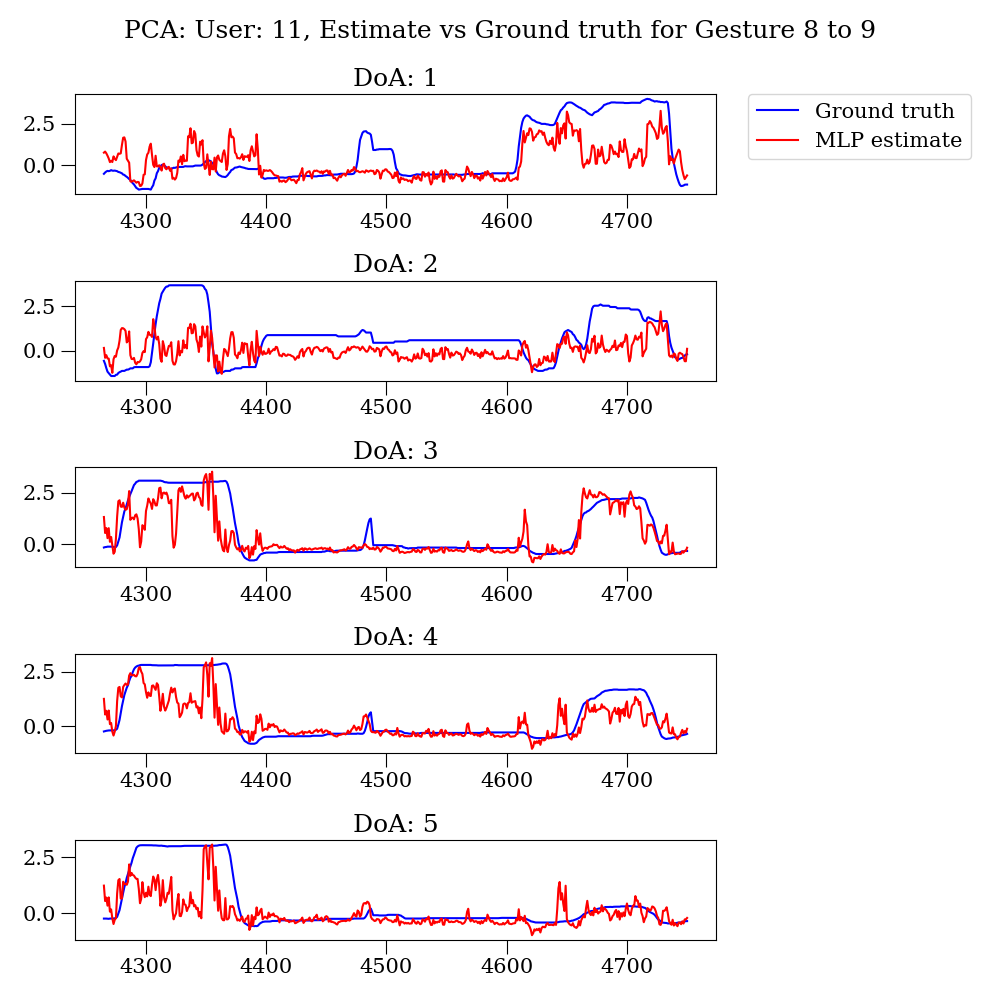 PCA: User: 11, Estimate vs Ground truth for Gesture 8 to 9
DoA: 1
Ground truth
MLP estimate
2.5
0.0
4300 4400 4500 4600 4700
DoA: 2
2.5
0.0
4300 4400 4500 4600 4700
DoA: 3
2.5
0.0
4300 4400 4500 4600 4700
DoA: 4
2.5
0.0
4300 4400 4500 4600 4700
DoA: 5
2.5
0.0
4300 4400 4500 4600 4700